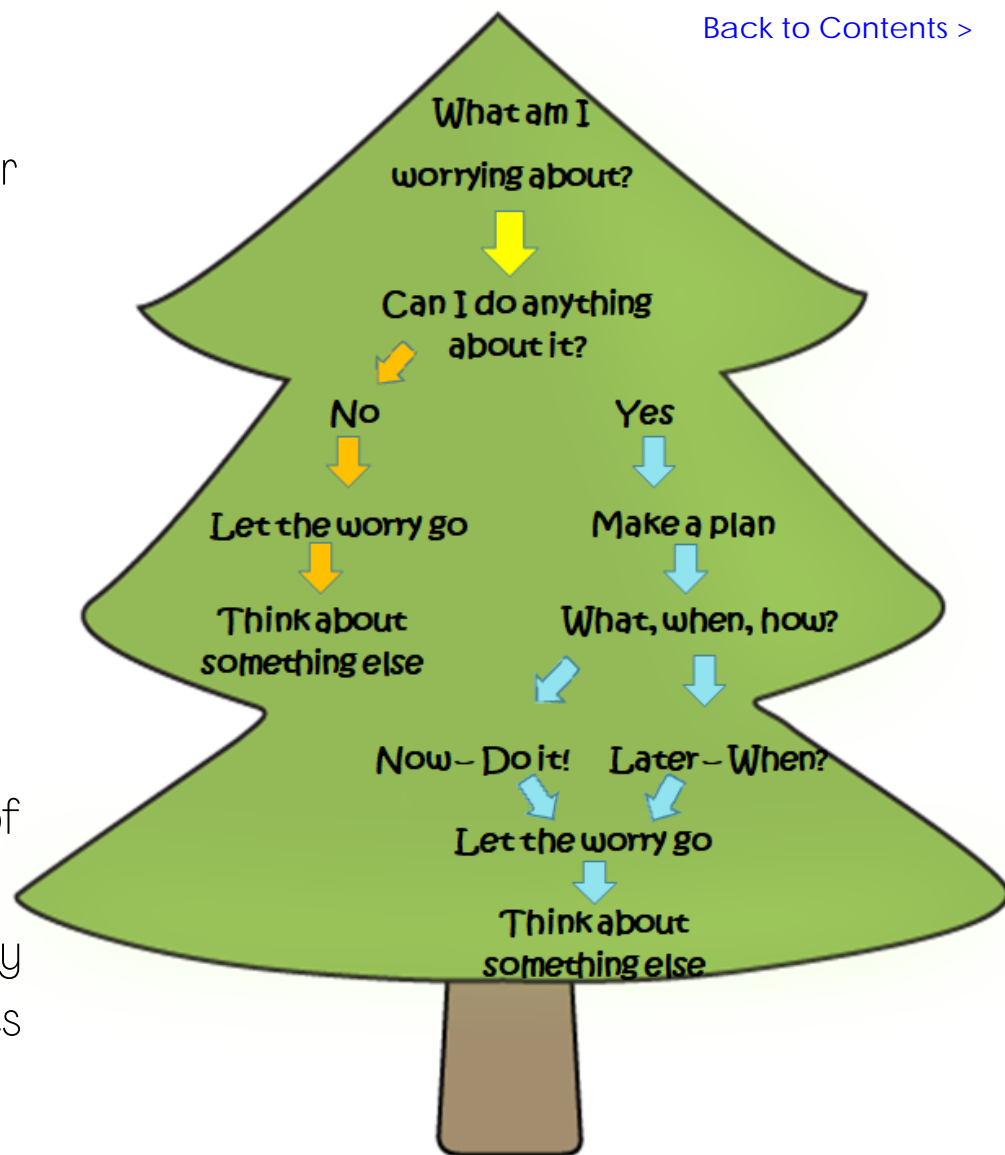 Back to Contents >
What am I
r
worrying about?
Can I do anything
about it?
No
Yes
Let the worry go
Make a plan
Think about
something else
What, when, how?
Now – Do it!
Later – When?
of
Let the worry go
Think about
y
something else
s